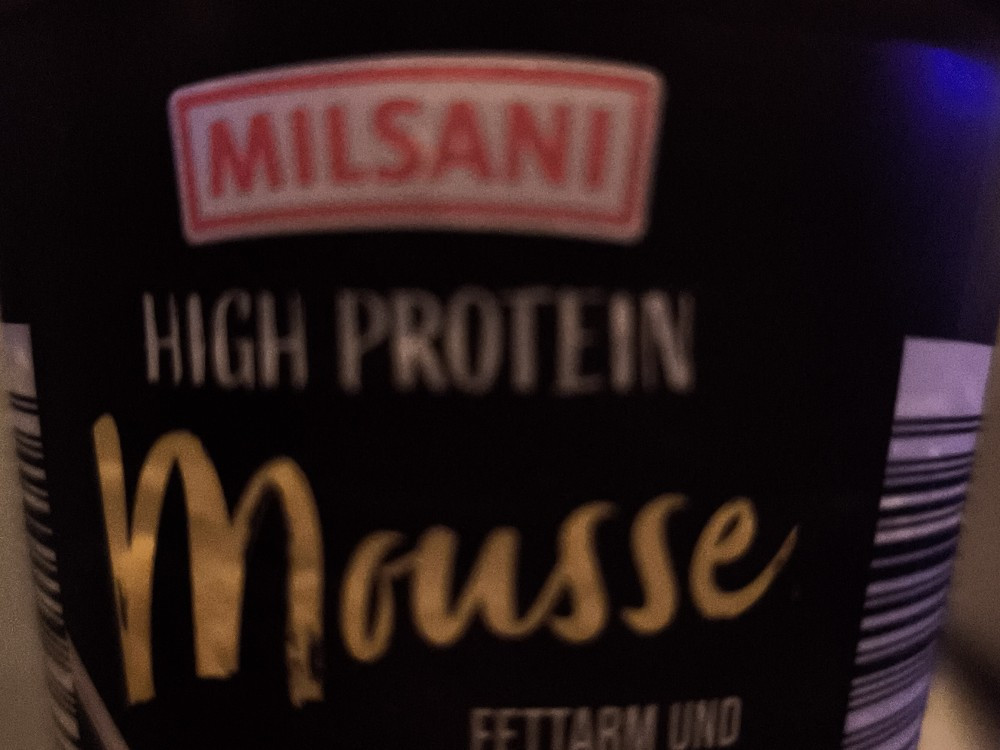 MILSANI
HIGH PROTEIN
Mousse
FETTARM UND